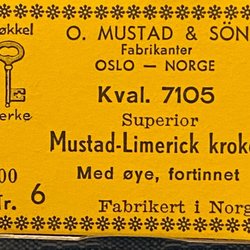 økkel
O. MUSTAD & SÖN
Fabrikanter
OSLO — NORGE
erke
Kval. 7105
Superior
Mustad-Limerick kroke
Med øye, fortinnet
00
r. 6
Fabrikert i Norg